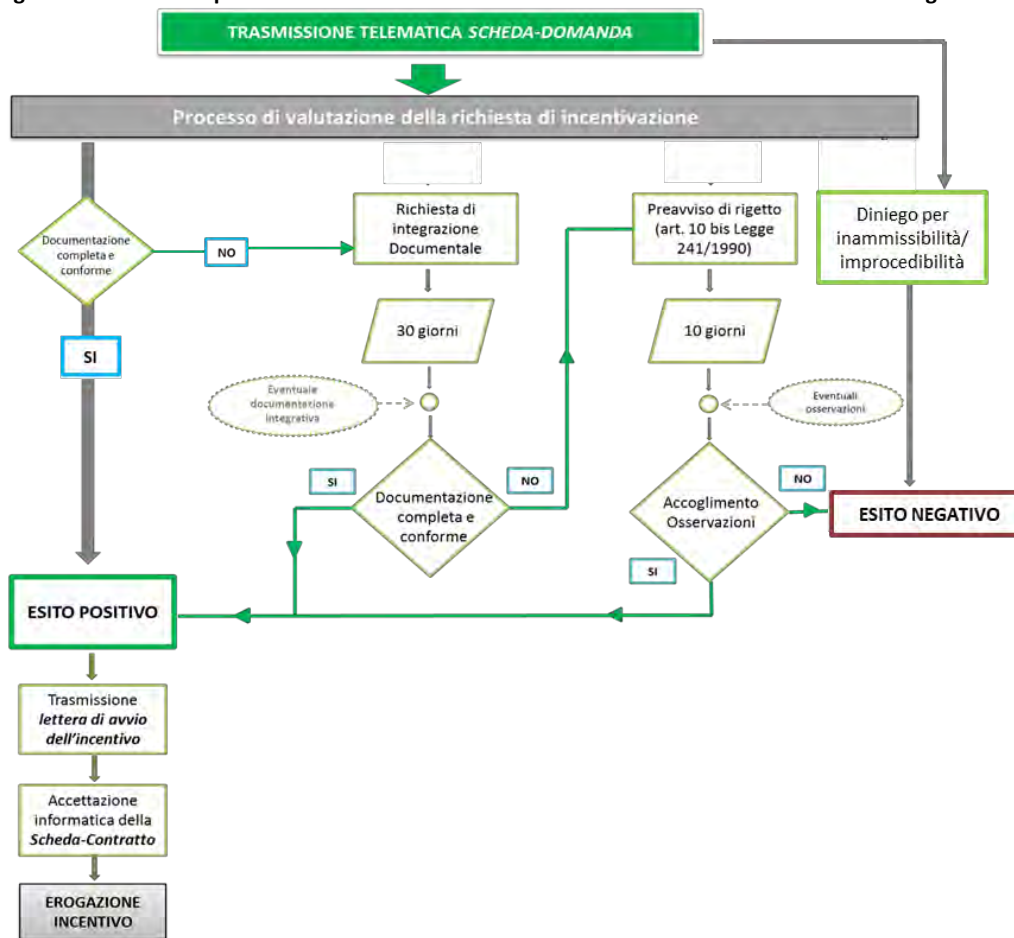 TRASMISSIONE TELEMATICA SCHEDA-DOMANDA
Processo di valutazione della richiesta di incentivazione
Documentazione
completa e
conforme
NO
SI
Richiesta di
integrazione
Documentale
30 giorni
Eventuale
documentazione
integrativa
SI
Documentazione
completa e
conforme
NO
Preavviso di rigetto
(art. 10 bis Legge
241/1990)
10 giorni
Eventuali
osservazioni
Accoglimento
Osservazioni
NO
SI
Diniego per
inammissibilità/
improcedibilità
ESITO NEGATIVO
ESITO POSITIVO
Trasmissione
lettera di avvio
dell'incentivo
Accettazione
informatica della
Scheda-Contratto
EROGAZIONE
INCENTIVO